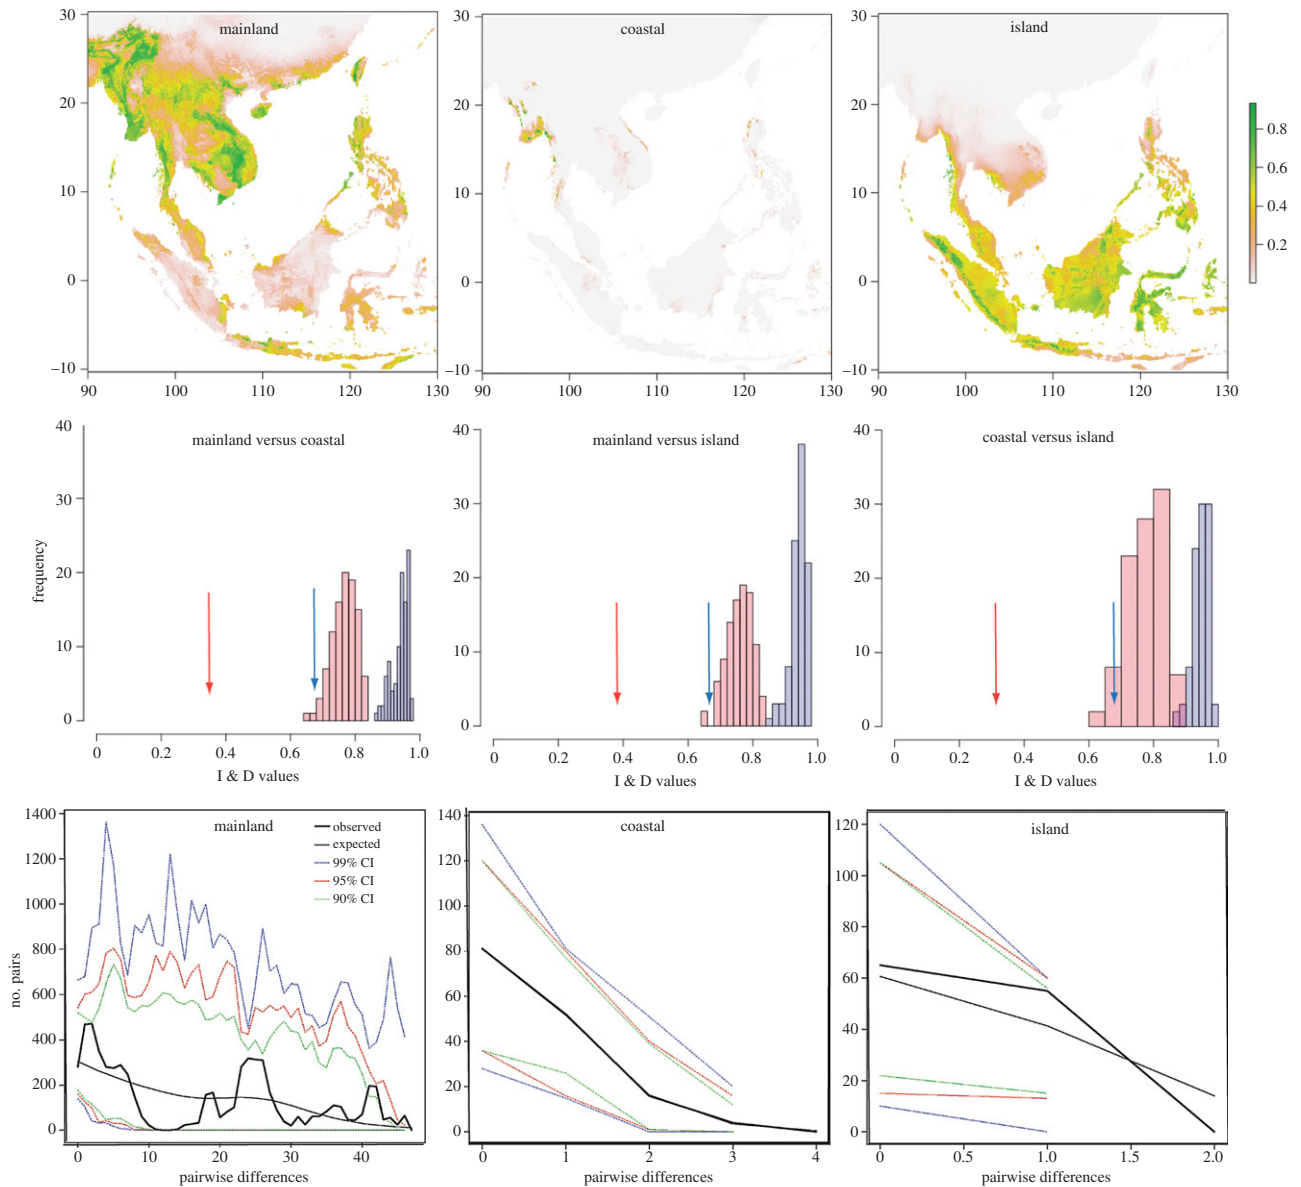 mainland
30
20
10
0
–10
90 100 110 120 130
coastal
30
20
10
0
–10
90 100 110 120 130
island
30
20
10
0
–10
90 100 110 120 130
0.8
0.6
0.4
0.2
mainland versus coastal
frequency
40
30
20
10
0
0 0.2 0.4 0.6 0.8 1.0
I & D values
mainland versus island
40
30
20
10
0
0 0.2 0.4 0.6 0.8 1.0
I & D values
coastal versus island
40
30
20
10
0
0 0.2 0.4 0.6 0.8 1.0
I & D values
mainland
observed
expected
99% CI
95% CI
90% CI
no. pairs
1400
1200
1000
800
600
400
200
0
0 10 20 30 40
pairwise differences
coastal
140
120
100
80
60
40
20
0
0 1 2 3 4
pairwise differences
island
120
100
80
60
40
20
0
0 0.5 1.0 1.5 2.0
pairwise differences